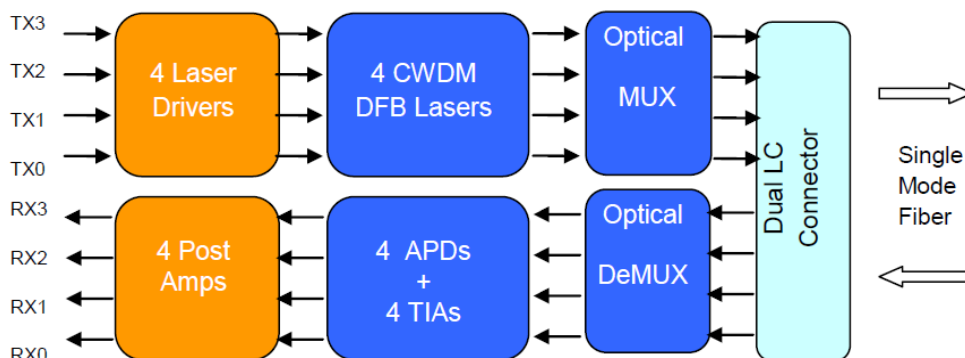 TX3
TX2
TX1
TX0
4 Laser
Drivers
4 CWDM
DFB Lasers
Optical
MUX
Dual LC
Connector
Single
Mode
Fiber
RX3
RX2
RX1
RX0
4 Post
Amps
4 APDs
+
4 TIAs
Optical
DeMUX